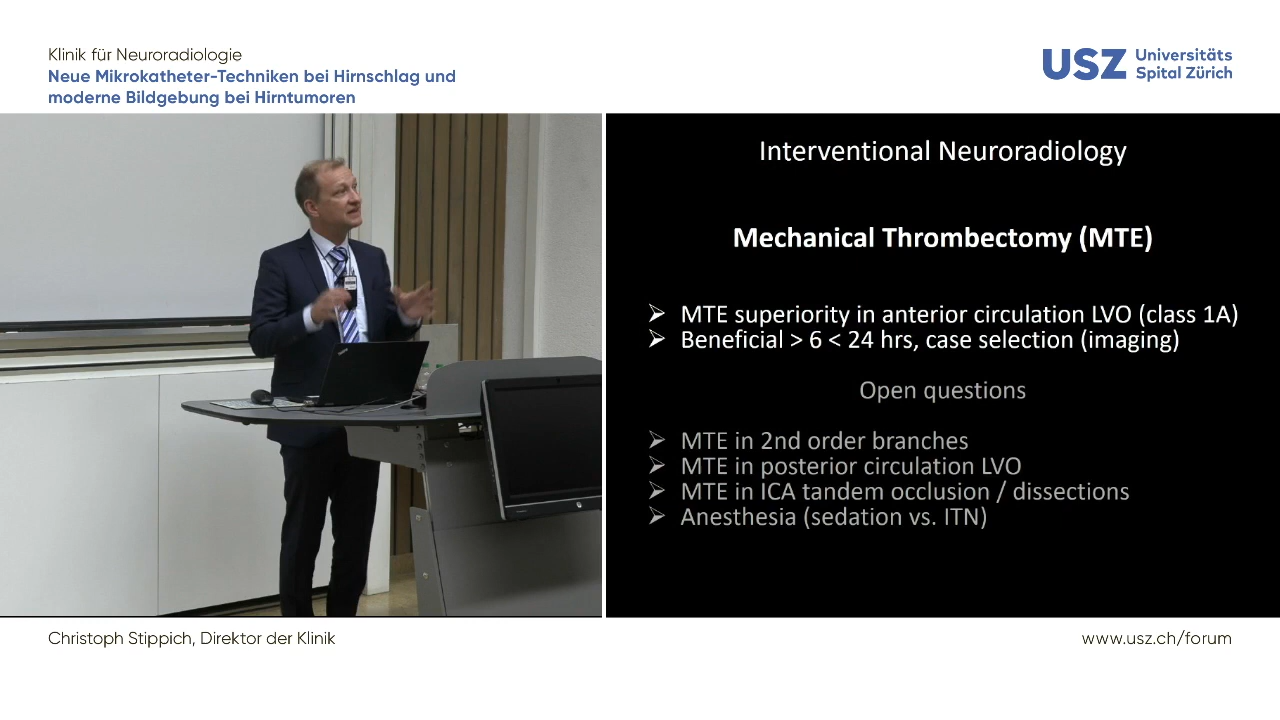 Klinik für Neuroradiologie
Neue Mikrokatheter-Techniken bei Hirnschlag und
moderne Bildgebung bei Hirntumoren
USZ Universitäts
Spital Zürich
Interventional Neuroradiology
Mechanical Thrombectomy (MTE)
➢ MTE superiority in anterior circulation LVO (class 1A)
➢ Beneficial > 6 < 24 hrs, case selection (imaging)
Open questions
➢ MTE in 2nd order branches
➢ MTE in posterior circulation LVO
➢ MTE in ICA tandem occlusion / dissections
➢ Anesthesia (sedation vs. ITN)
Christoph Stippich, Direktor der Klinik
www.usz.ch/forum